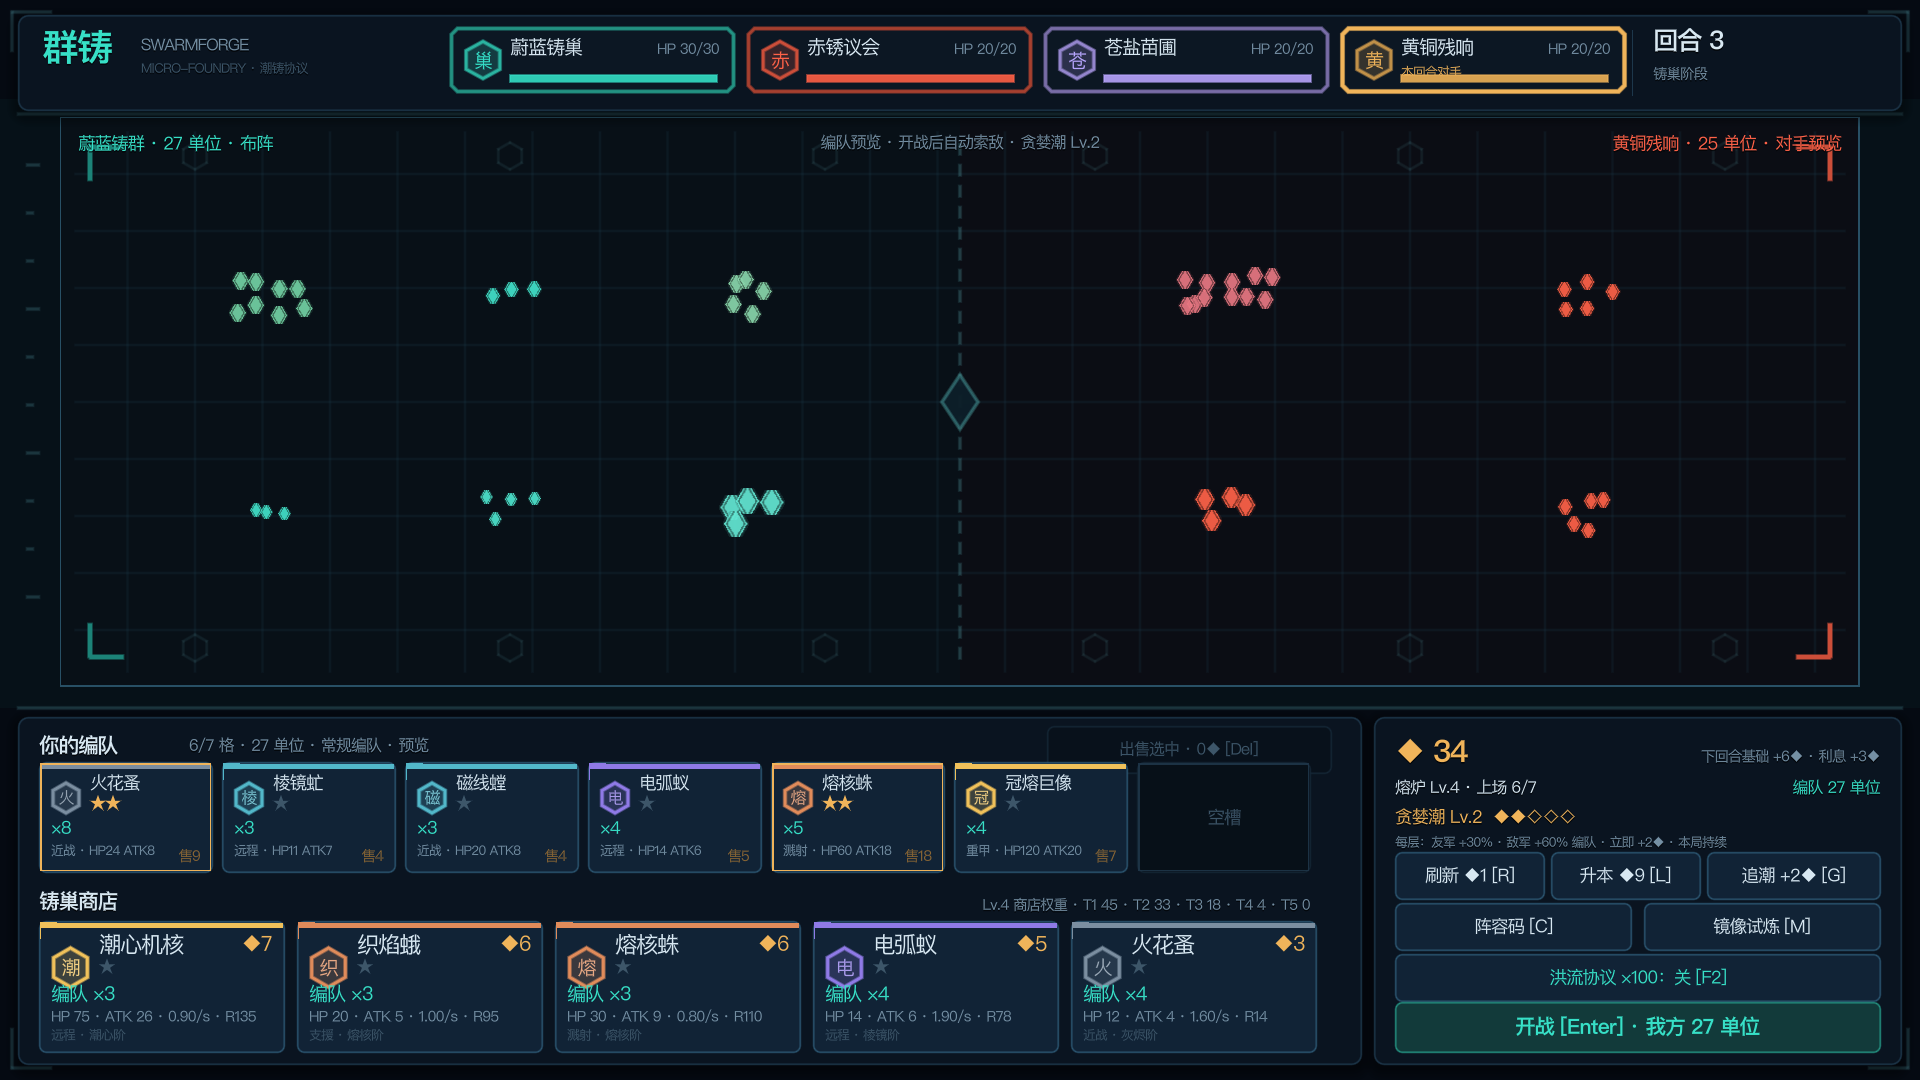 群铸
SWARMFORGE
MICRO-FOUNDRY · 潮铸协议
巢 蔚蓝铸巢 HP 30/30
赤 赤锈议会 HP 20/20
苍 苍盐苗圃 HP 20/20
黄 黄铜残响 HP 20/20
本回合对手
回合 3
铸巢阶段
蔚蓝铸群 · 27 单位 · 布阵
编队预览 · 开战后自动索敌 · 贪婪潮 Lv.2
黄铜残响 · 25 单位 · 对手预览
你的编队 6/7 格 · 27 单位 · 常规编队 · 预览
出售选中 · 0◆ [Del]
火 火花蚤 ★★
×8
近战 · HP24 ATK8 售9
棱 棱镜虻 ★
×3
远程 · HP11 ATK7 售4
磁 磁线螳 ★
×3
近战 · HP20 ATK8 售4
电 电弧蚁 ★
×4
远程 · HP14 ATK6 售5
熔 熔核蛛 ★★
×5
溅射 · HP60 ATK18 售18
冠 冠熔巨像 ★
×4
重甲 · HP120 ATK20 售7
空槽
铸巢商店
Lv.4 商店权重 · T1 45 · T2 33 · T3 18 · T4 4 · T5 0
潮 潮心机核 ★ ◆7
编队 ×3
HP 75 · ATK 26 · 0.90/s · R135
远程 · 潮心阶
织 织焰蛾 ★ ◆6
编队 ×3
HP 20 · ATK 5 · 1.00/s · R95
支援 · 熔核阶
熔 熔核蛛 ★ ◆6
编队 ×3
HP 30 · ATK 9 · 0.80/s · R110
溅射 · 熔核阶
电 电弧蚁 ★ ◆5
编队 ×4
HP 14 · ATK 6 · 1.90/s · R78
远程 · 棱镜阶
火 火花蚤 ★ ◆3
编队 ×4
HP 12 · ATK 4 · 1.60/s · R14
近战 · 灰烬阶
◆ 34
下回合基础 +6◆ · 利息 +3◆
熔炉 Lv.4 · 上场 6/7
编队 27 单位
贪婪潮 Lv.2 ◆◆◇◇◇
每层：友军 +30% · 敌军 +60% 编队 · 立即 +2◆ · 本局持续
刷新 ◆1 [R]
升本 ◆9 [L]
追潮 +2◆ [G]
阵容码 [C]
镜像试炼 [M]
洪流协议 ×100：关 [F2]
开战 [Enter] · 我方 27 单位